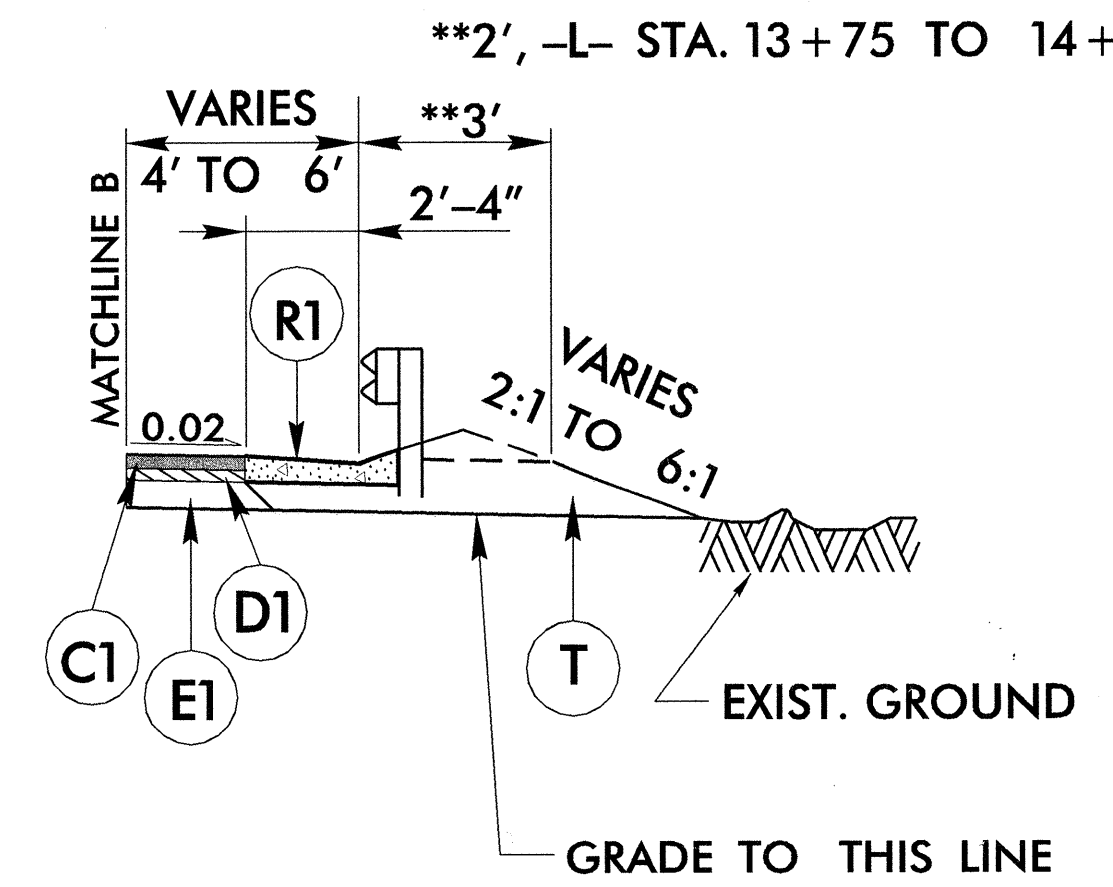 **2', –L– STA. 13+75 TO 14+
VARIES
4' TO 6'
**3'
2'–4"
MATCHLINE B
R1
0.02
VARIES
2:1 TO 6:1
C1
E1
D1
T
EXIST. GROUND
GRADE TO THIS LINE